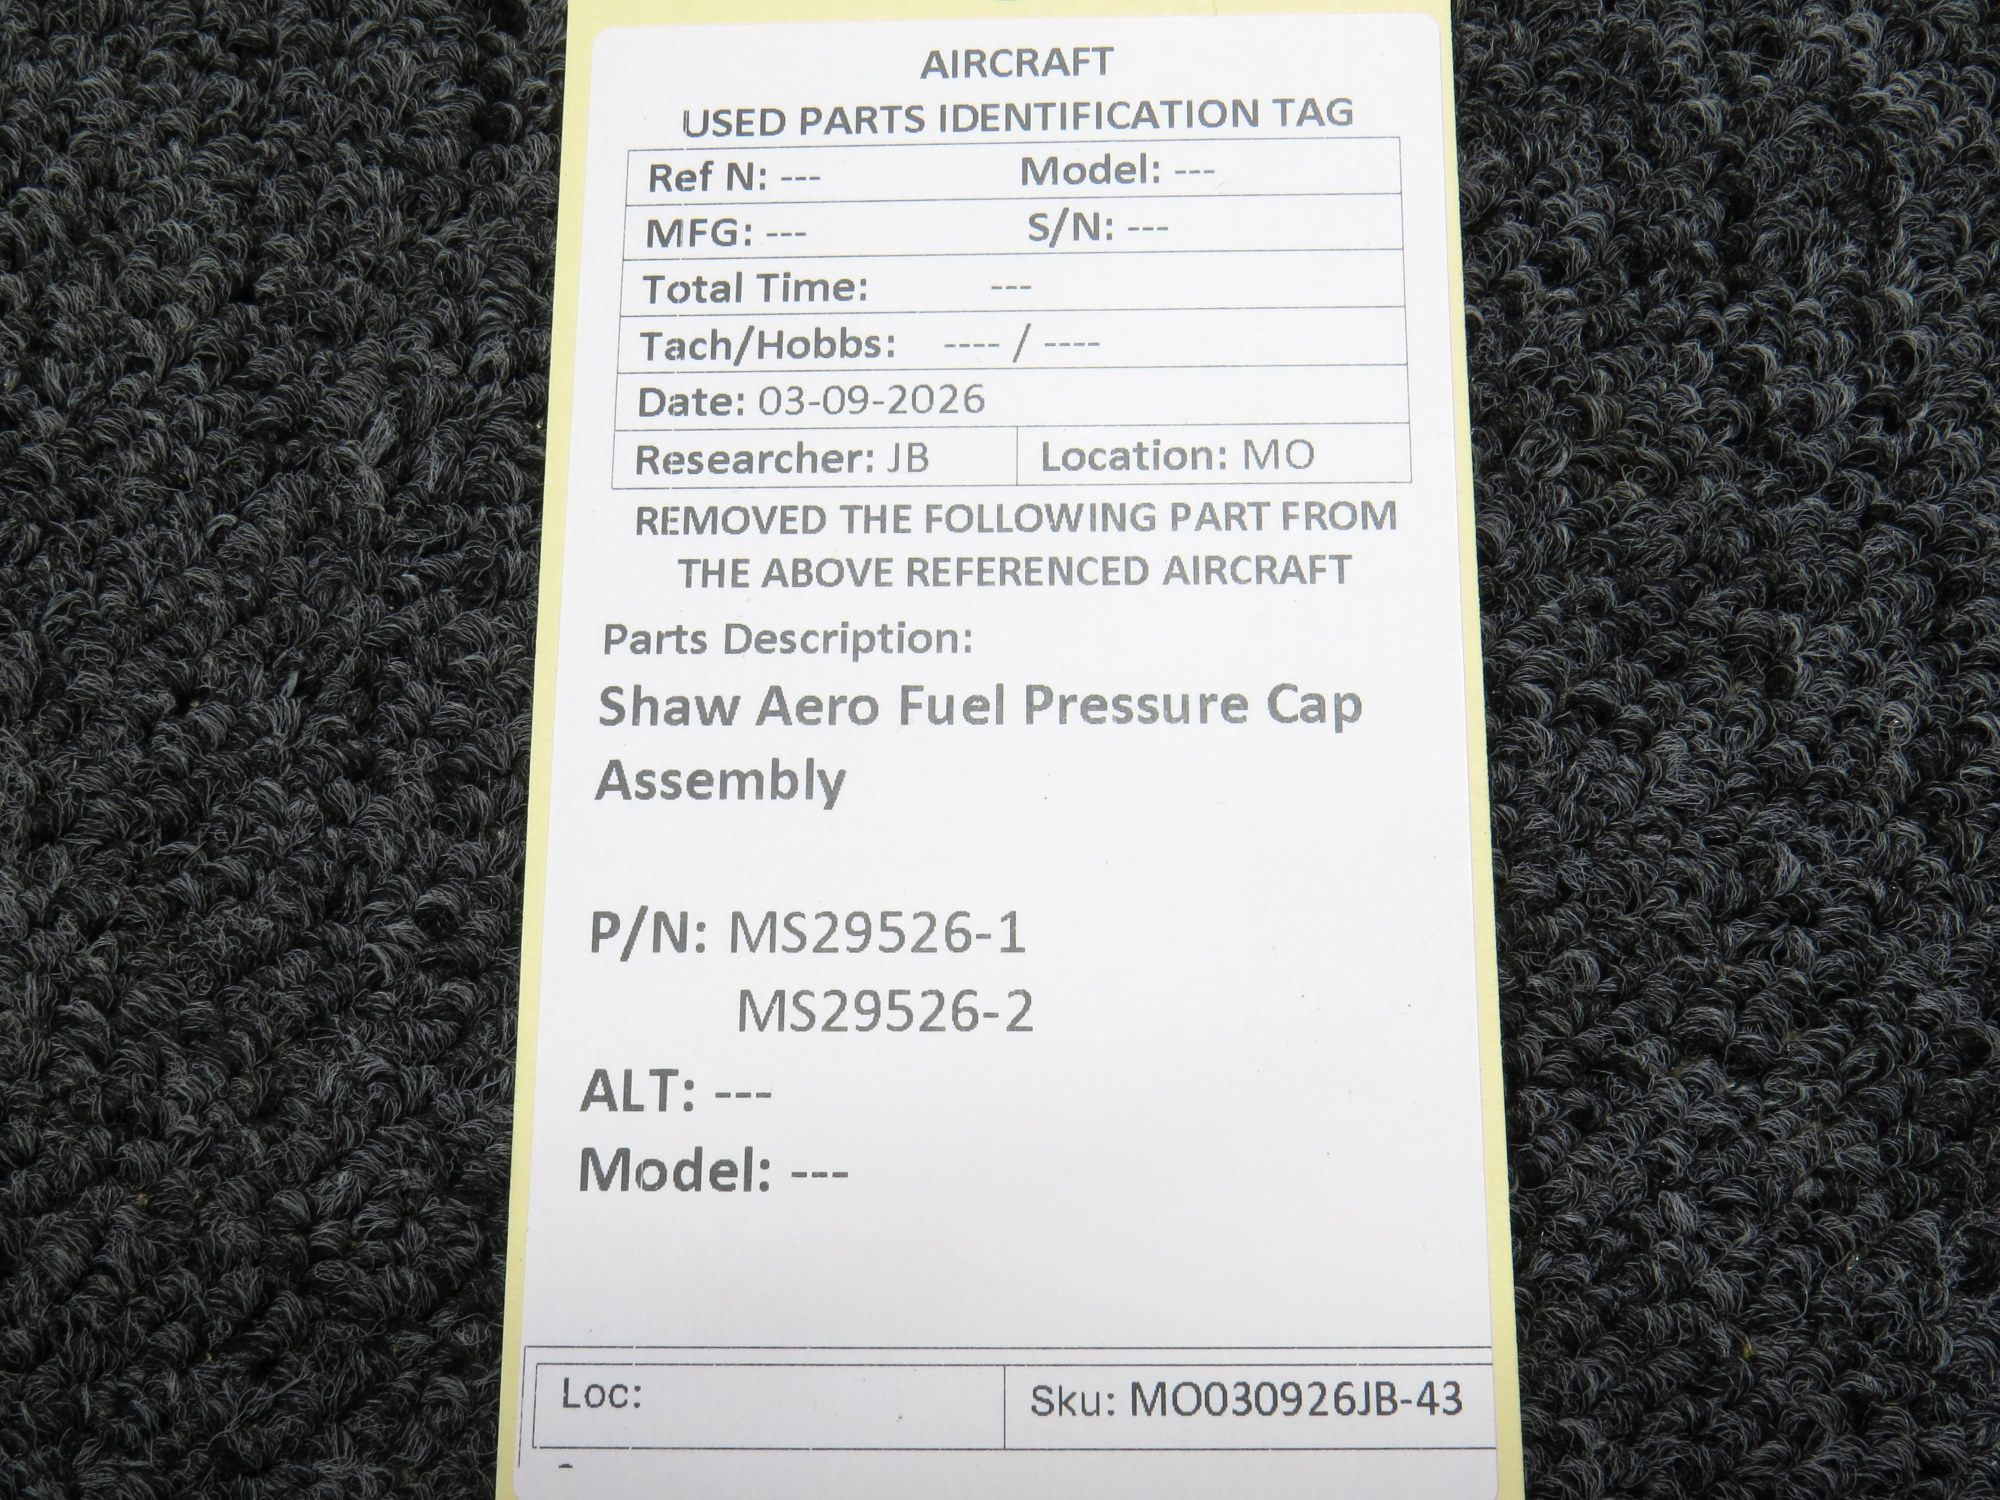 AIRCRAFT
USED PARTS IDENTIFICATION TAG
Ref N: --- Model: ---
MFG: --- S/N: ---
Total Time: ---
Tach/Hobbs: ---- / ----
Date: 03-09-2026
Researcher: JB Location: MO
REMOVED THE FOLLOWING PART FROM
THE ABOVE REFERENCED AIRCRAFT
Parts Description:
Shaw Aero Fuel Pressure Cap
Assembly
P/N: MS29526-1
MS29526-2
ALT: ---
Model: ---
Loc: Sku: MO030926JB-43